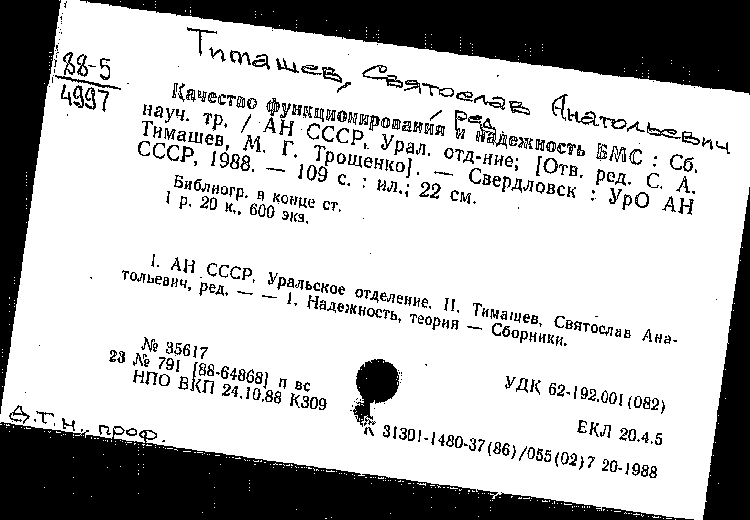 Тимашев, Святослав Анатольевич
/ ред
88-5
4997
Качество функционирования и надежность БМС : Сб.
науч. тр. / АН СССР, Урал. отд-ние; [Отв. ред. С. А.
Тимашев, М. Г. Трощенко]. — Свердловск : УрО АН
СССР, 1988. — 109 с. : ил.; 22 см.
Библиогр. в конце ст.
1 р. 20 к., 600 экз.
I. АН СССР. Уральское отделение. II. Тимашев, Святослав Ана-
тольевич, ред. — — 1. Надежность, теория — Сборники.
№ 35617
23 № 791 [88-64868] п вс
НПО ВКП 24.10.88 К309
УДК 62-192.001(082)
ЕКЛ 20.4.5
К 31301-1480-37(86)/055(02)7 20-1988
Д.т.н., проф.